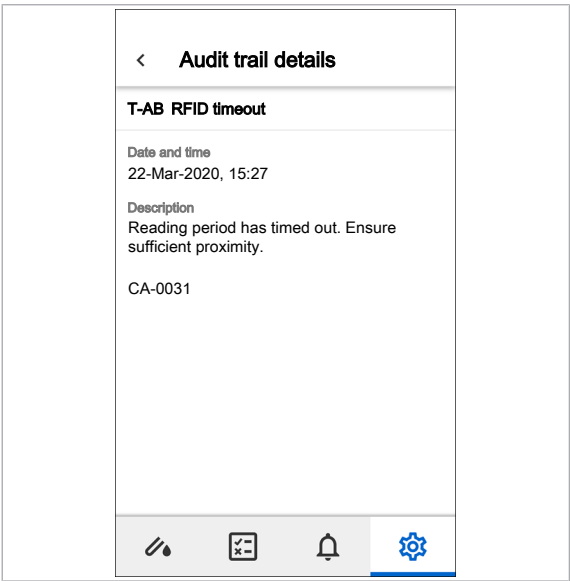 Audit trail details
T-AB RFID timeout
Date and time
22-Mar-2020, 15:27
Description
Reading period has timed out. Ensure
sufficient proximity.
CA-0031